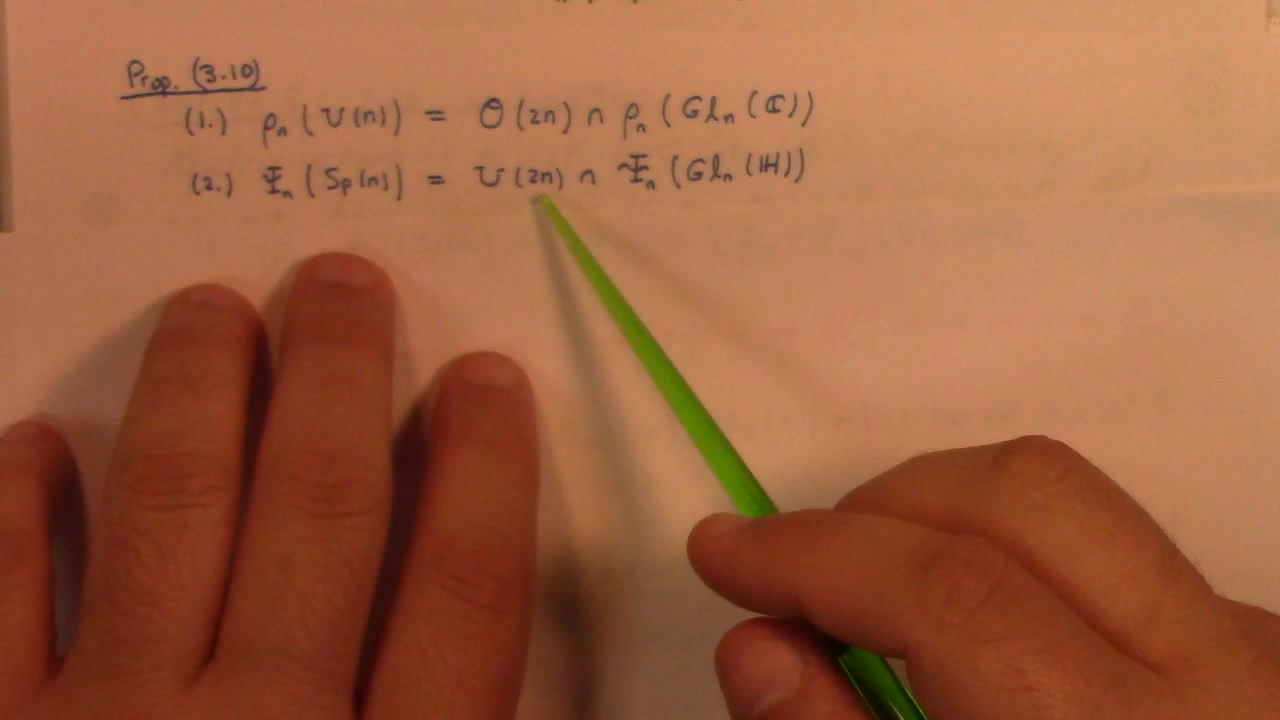 Prop. (3.10)
(1.) ρₙ(U(n)) = O(2n) ∩ ρₙ(Glₙ(ℂ))
(2.) Ψₙ(Sp(n)) = U(2n) ∩ Ψₙ(Glₙ(ℍ))